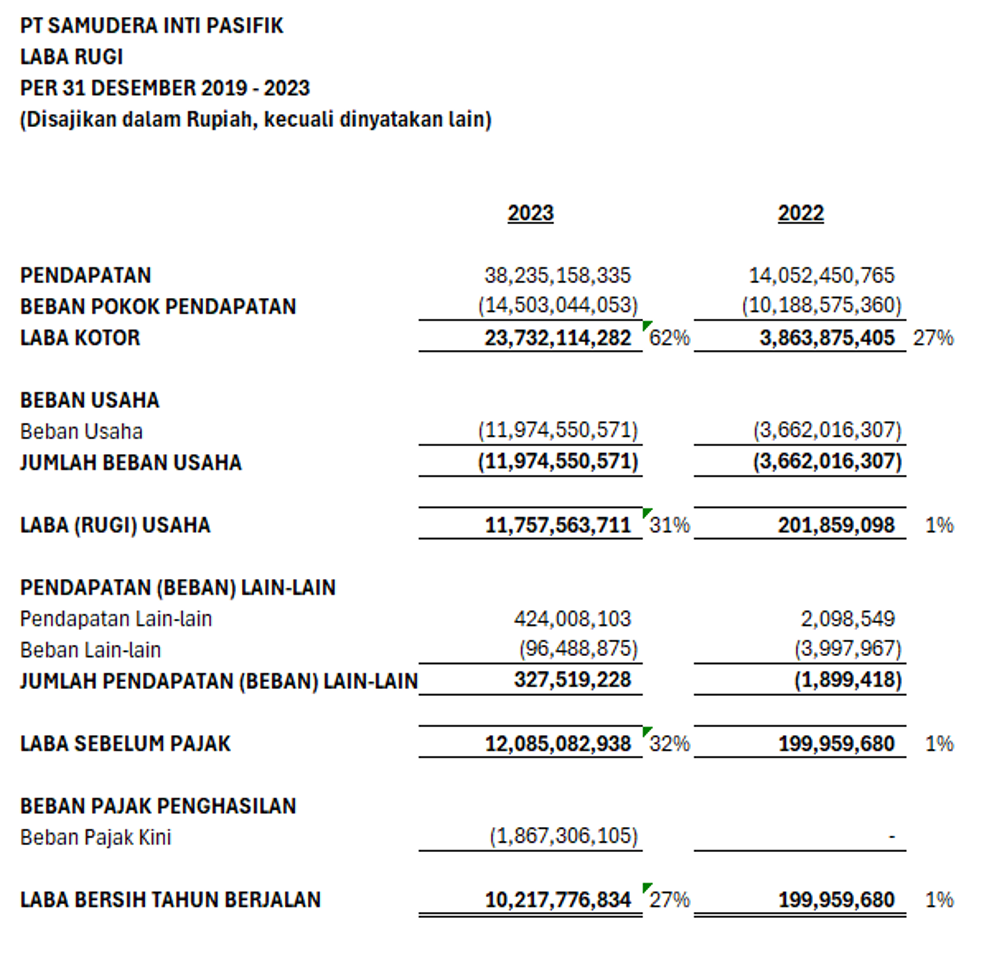 PT SAMUDERA INTI PASIFIK
LABA RUGI
PER 31 DESEMBER 2019 - 2023
(Disajikan dalam Rupiah, kecuali dinyatakan lain)
2023 2022
PENDAPATAN 38,235,158,335 14,052,450,765
BEBAN POKOK PENDAPATAN (14,503,044,053) (10,188,575,360)
LABA KOTOR 23,732,114,282 62% 3,863,875,405 27%
BEBAN USAHA
Beban Usaha (11,974,550,571) (3,662,016,307)
JUMLAH BEBAN USAHA (11,974,550,571) (3,662,016,307)
LABA (RUGI) USAHA 11,757,563,711 31% 201,859,098 1%
PENDAPATAN (BEBAN) LAIN-LAIN
Pendapatan Lain-lain 424,008,103 2,098,549
Beban Lain-lain (96,488,875) (3,997,967)
JUMLAH PENDAPATAN (BEBAN) LAIN-LAIN 327,519,228 (1,899,418)
LABA SEBELUM PAJAK 12,085,082,938 32% 199,959,680 1%
BEBAN PAJAK PENGHASILAN
Beban Pajak Kini (1,867,306,105) -
LABA BERSIH TAHUN BERJALAN 10,217,776,834 27% 199,959,680 1%